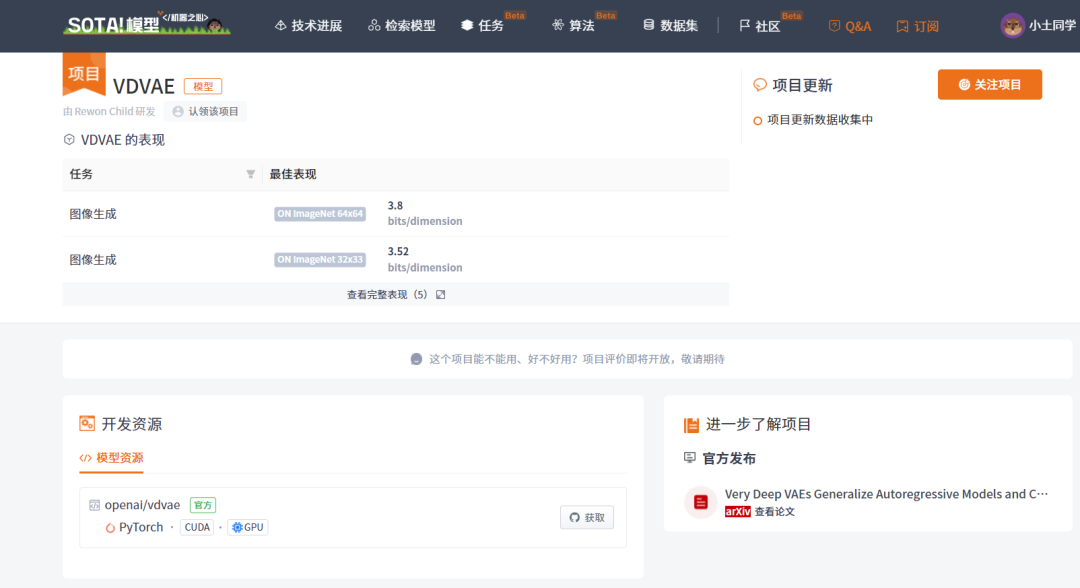 SOTA!模型 </机器之心>
技术进展 检索模型 任务 Beta 算法 Beta 数据集 社区 Beta Q&A 订阅 小土同学
项目 VDVAE 模型
由 Rewon Child 研发 认领该项目
VDVAE 的表现
任务 最佳表现
图像生成 ON ImageNet 64x64 3.8
bits/dimension
图像生成 ON ImageNet 32x33 3.52
bits/dimension
查看完整表现（5）
项目更新 关注项目
项目更新数据收集中
这个项目能不能用、好不好用？项目评价即将开放，敬请期待
开发资源
</> 模型资源
openai/vdvae 官方
PyTorch · CUDA · GPU
获取
进一步了解项目
官方发布
Very Deep VAEs Generalize Autoregressive Models and C···
arXiv 查看论文